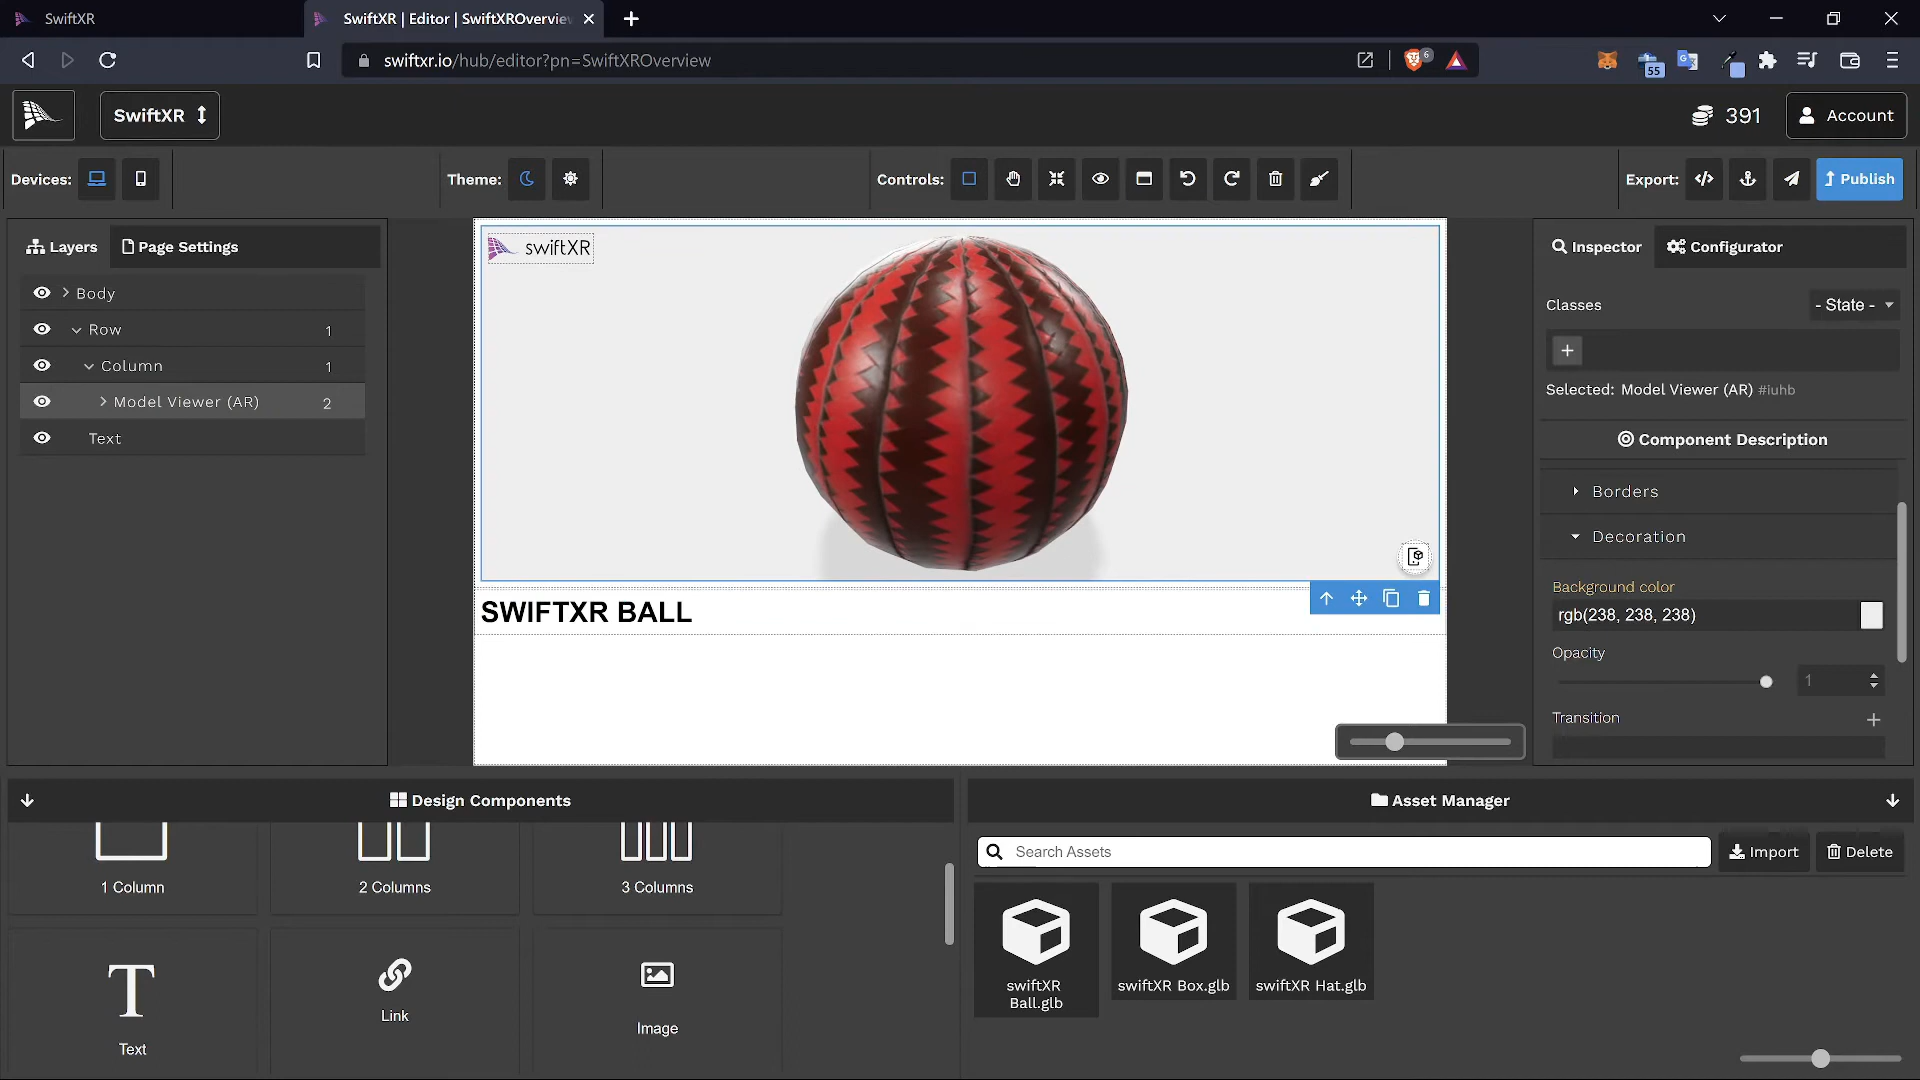 SwiftXR
SwiftXR | Editor | SwiftXROvervie
swiftxr.io/hub/editor?pn=SwiftXROverview
6
55
SwiftXR
391
Account
Devices:
Theme:
Controls:
Export:
Publish
Layers
Page Settings
Body
Row 1
Column 1
Model Viewer (AR) 2
Text
swiftXR
SWIFTXR BALL
Inspector
Configurator
Classes
- State -
Selected: Model Viewer (AR) #iuhb
Component Description
Borders
Decoration
Background color
rgb(238, 238, 238)
Opacity
1
Transition
Design Components
1 Column
2 Columns
3 Columns
Text
Link
Image
Asset Manager
Search Assets
Import
Delete
swiftXR
Ball.glb
swiftXR Box.glb
swiftXR Hat.glb